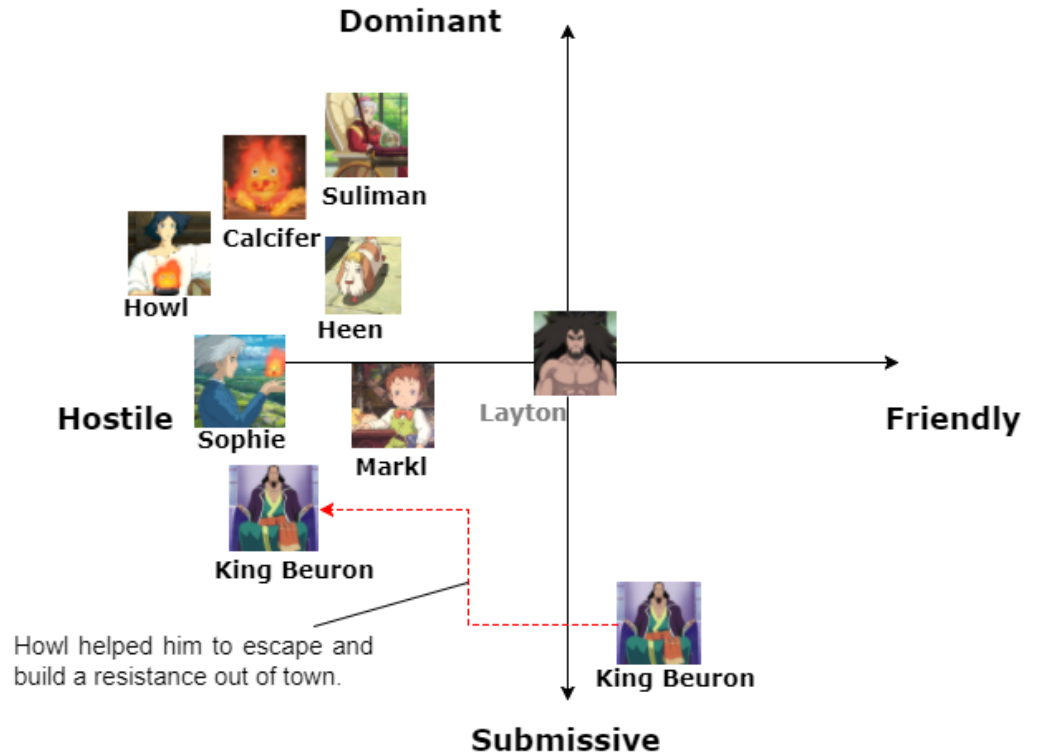 Dominant
Suliman
Calcifer
Howl
Heen
Layton
Hostile
Friendly
Sophie
Markl
King Beuron
Howl helped him to escape and
build a resistance out of town.
King Beuron
Submissive